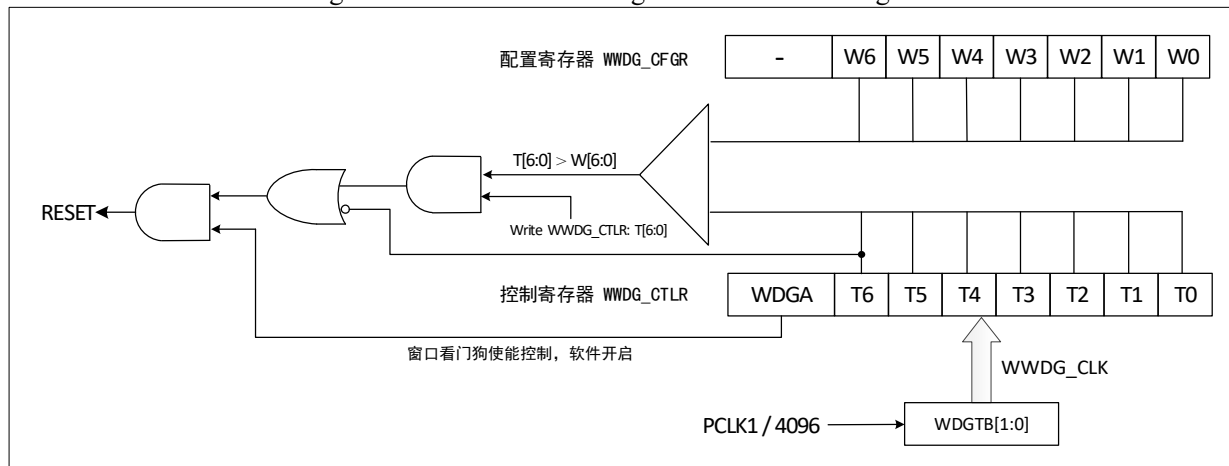 配置寄存器 WWDG_CFGR
- W6 W5 W4 W3 W2 W1 W0
T[6:0] > W[6:0]
RESET
Write WWDG_CTLR: T[6:0]
控制寄存器 WWDG_CTLR
WDGA T6 T5 T4 T3 T2 T1 T0
窗口看门狗使能控制，软件开启
WWDG_CLK
PCLK1 / 4096
WDGTB[1:0]